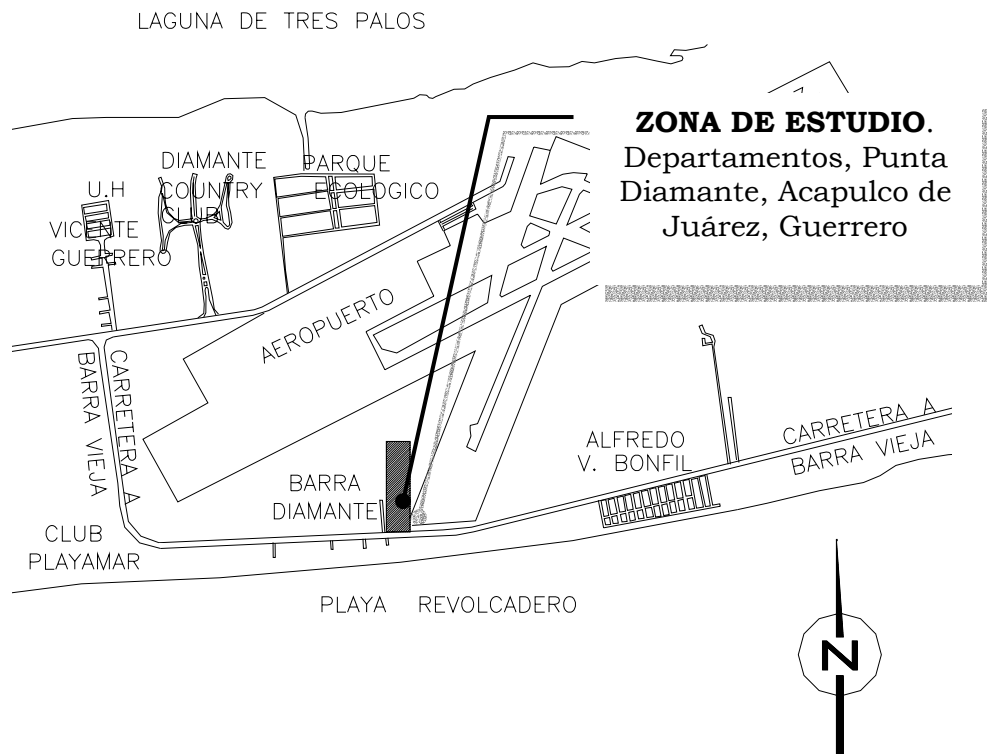 LAGUNA DE TRES PALOS
ZONA DE ESTUDIO.
Departamentos, Punta
Diamante, Acapulco de
Juárez, Guerrero
DIAMANTE
COUNTRY
CLUB
PARQUE
ECOLOGICO
U.H
VICENTE
GUERRERO
AEROPUERTO
CARRETERA A
BARRA VIEJA
CARRETERA A
BARRA VIEJA
ALFREDO
V. BONFIL
BARRA
DIAMANTE
CLUB
PLAYAMAR
PLAYA REVOLCADERO
N